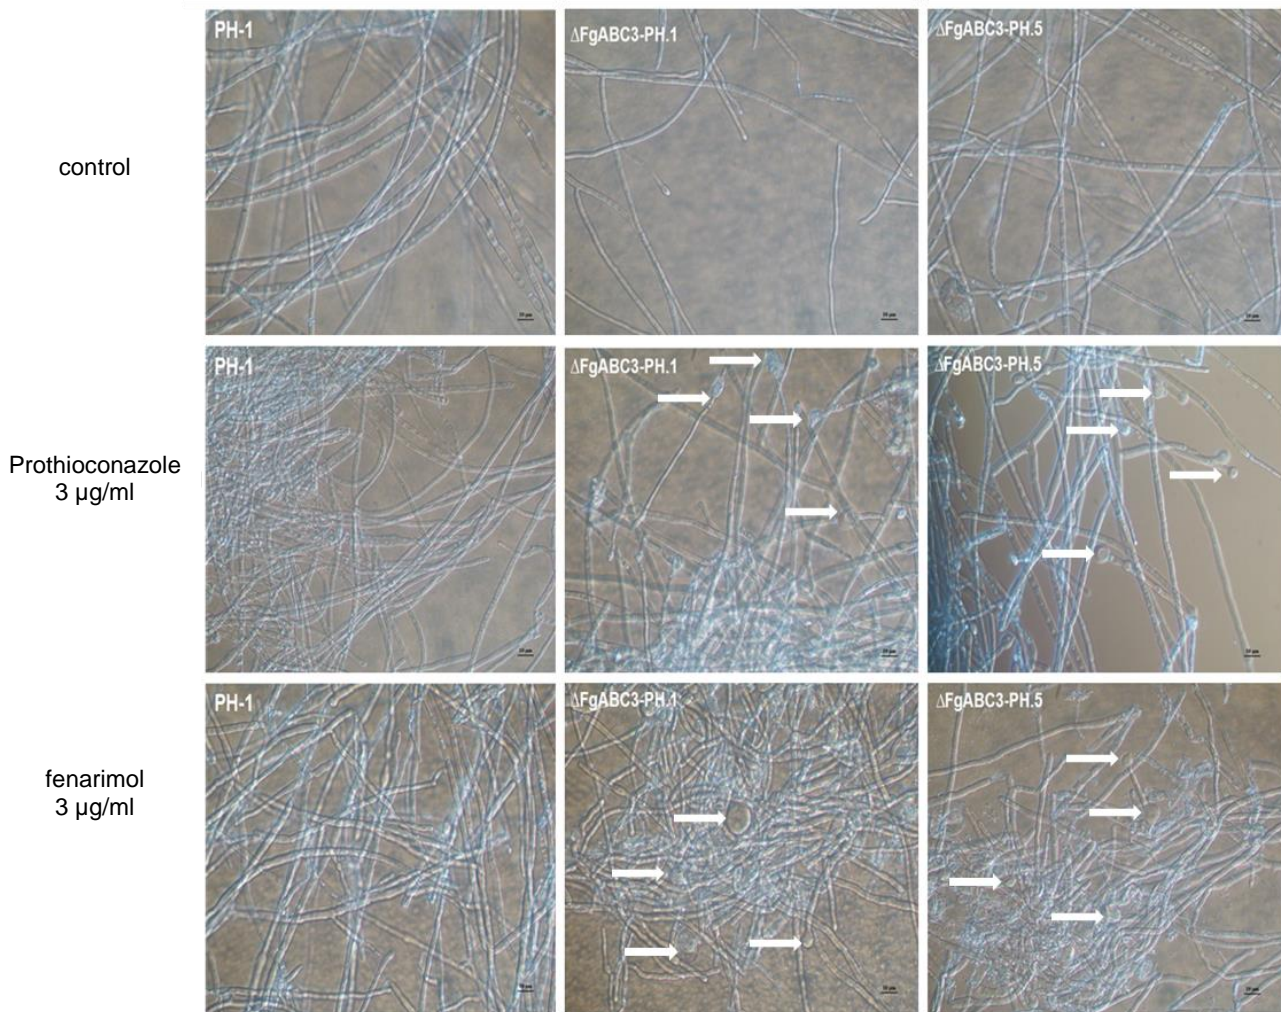 PH-1
ΔFgABC3-PH.1
ΔFgABC3-PH.5
control
PH-1
ΔFgABC3-PH.1
ΔFgABC3-PH.5
Prothioconazole
3 µg/ml
PH-1
ΔFgABC3-PH.1
ΔFgABC3-PH.5
fenarimol
3 µg/ml